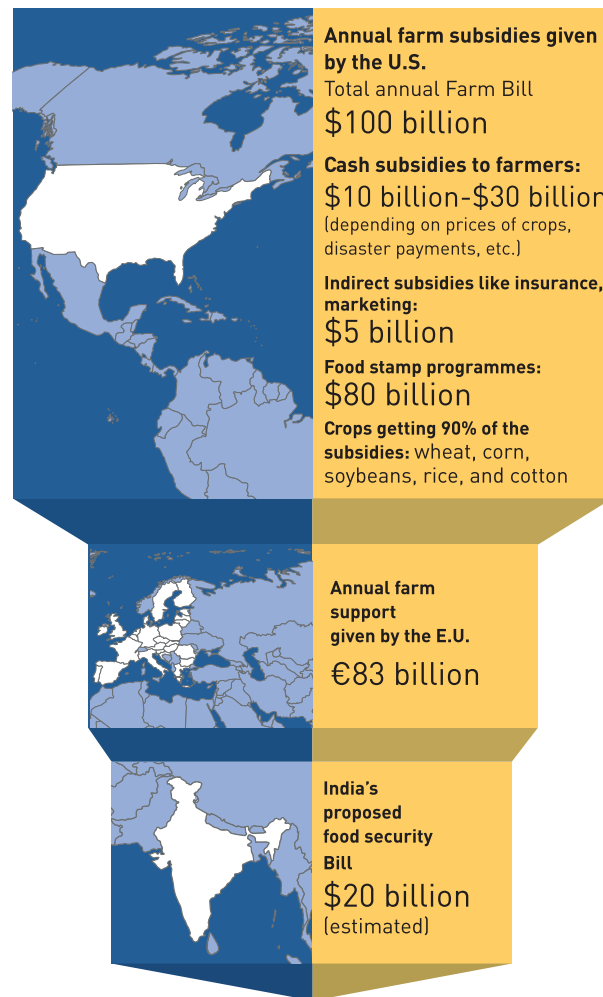 Annual farm subsidies given
by the U.S.
Total annual Farm Bill
$100 billion
Cash subsidies to farmers:
$10 billion-$30 billion
(depending on prices of crops,
disaster payments, etc.)
Indirect subsidies like insurance,
marketing:
$5 billion
Food stamp programmes:
$80 billion
Crops getting 90% of the
subsidies: wheat, corn,
soybeans, rice, and cotton
Annual farm
support
given by the E.U.
€83 billion
India's
proposed
food security
Bill
$20 billion
(estimated)